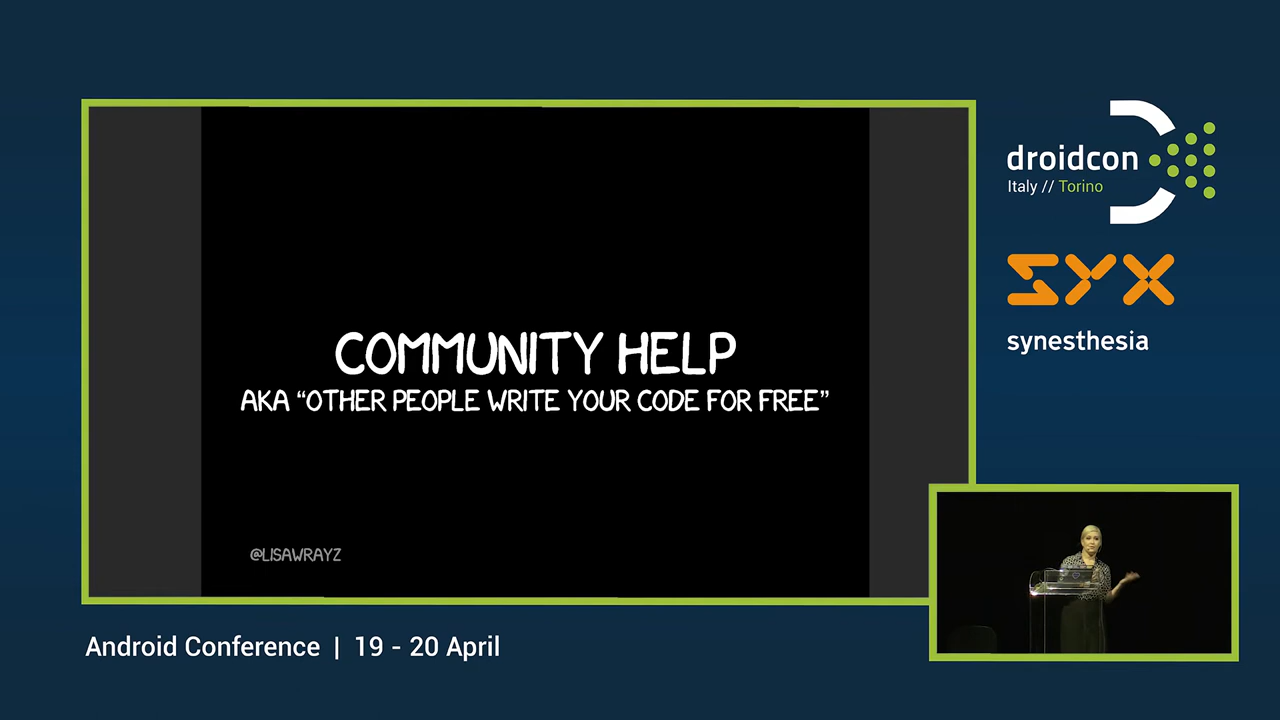 COMMUNITY HELP
AKA “OTHER PEOPLE WRITE YOUR CODE FOR FREE”
@LISAWRAYZ
droidcon
Italy // Torino
SYX
synesthesia
Android Conference | 19 - 20 April